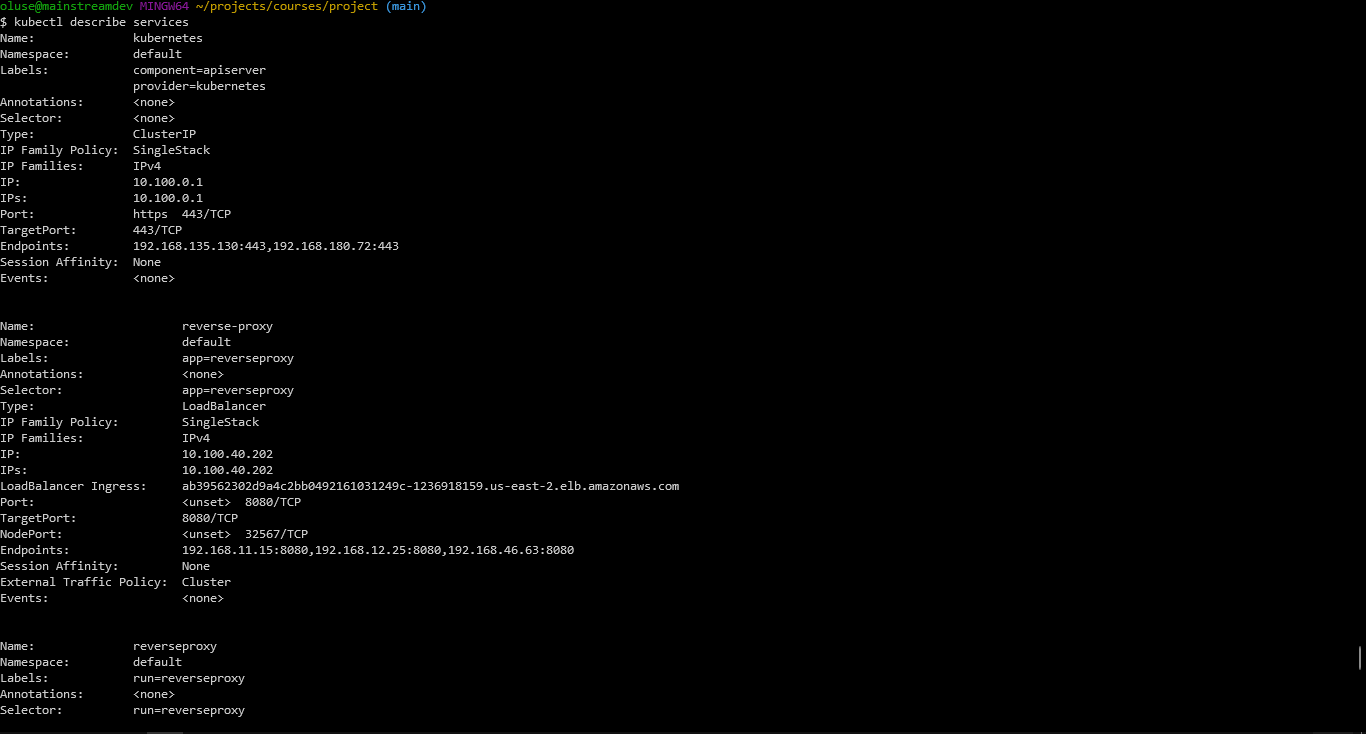 oluse@mainstreamdev MINGW64 ~/projects/courses/project (main)
$ kubectl describe services
Name:              kubernetes
Namespace:         default
Labels:            component=apiserver
                   provider=kubernetes
Annotations:       <none>
Selector:          <none>
Type:              ClusterIP
IP Family Policy:  SingleStack
IP Families:       IPv4
IP:                10.100.0.1
IPs:               10.100.0.1
Port:              https  443/TCP
TargetPort:        443/TCP
Endpoints:         192.168.135.130:443,192.168.180.72:443
Session Affinity:  None
Events:            <none>


Name:                     reverse-proxy
Namespace:                default
Labels:                   app=reverseproxy
Annotations:              <none>
Selector:                 app=reverseproxy
Type:                     LoadBalancer
IP Family Policy:         SingleStack
IP Families:              IPv4
IP:                       10.100.40.202
IPs:                      10.100.40.202
LoadBalancer Ingress:     ab39562302d9a4c2bb0492161031249c-1236918159.us-east-2.elb.amazonaws.com
Port:                     <unset>  8080/TCP
TargetPort:               8080/TCP
NodePort:                 <unset>  32567/TCP
Endpoints:                192.168.11.15:8080,192.168.12.25:8080,192.168.46.63:8080
Session Affinity:         None
External Traffic Policy:  Cluster
Events:                   <none>


Name:              reverseproxy
Namespace:         default
Labels:            run=reverseproxy
Annotations:       <none>
Selector:          run=reverseproxy